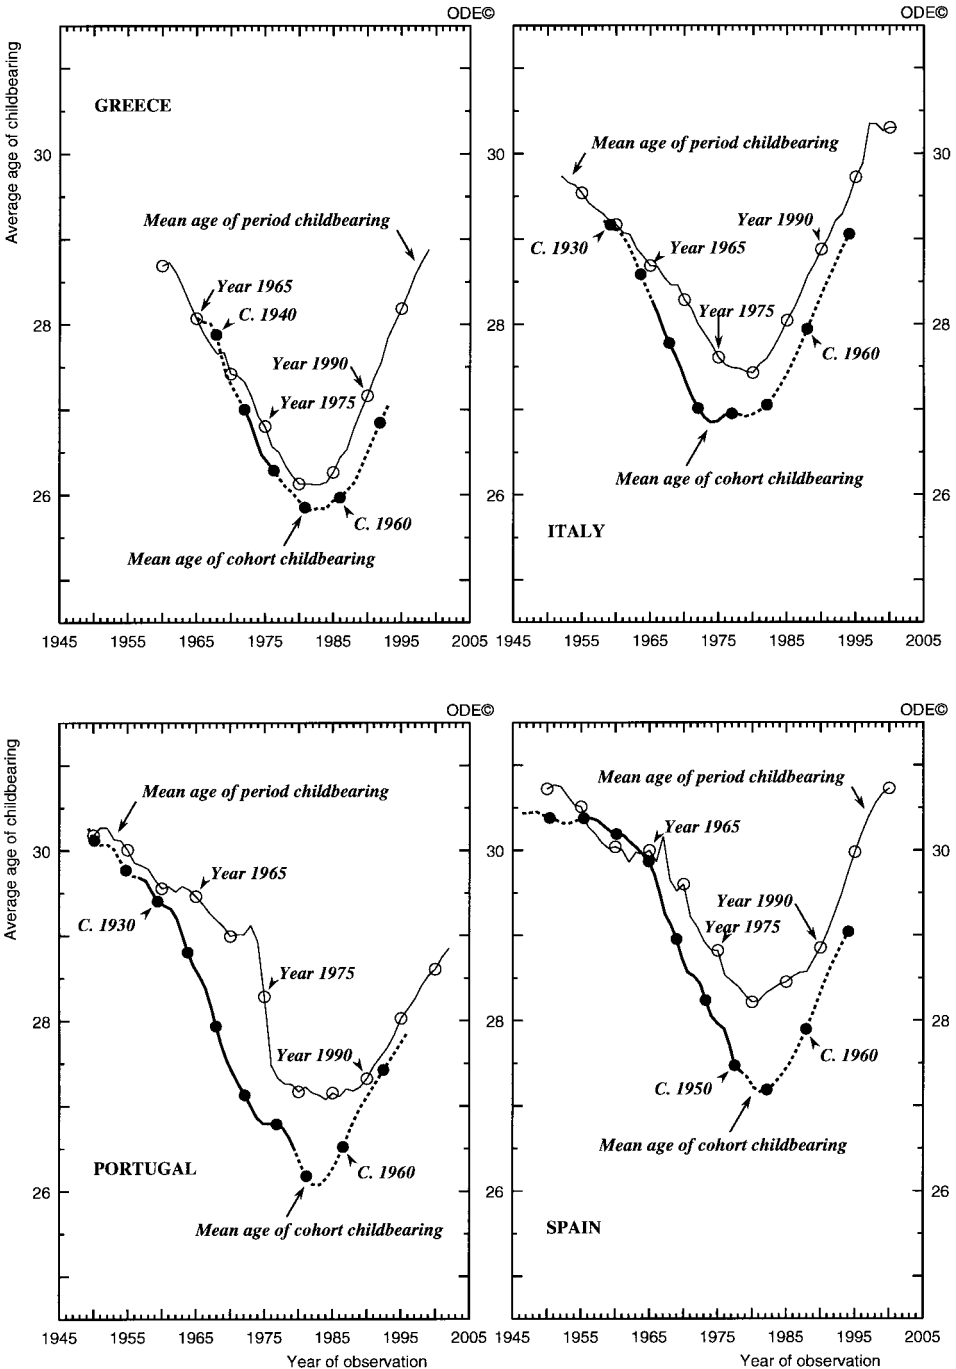 ODE©
Average age of childbearing
GREECE
30
28
26
Mean age of period childbearing
Year 1965
C. 1940
Year 1990
Year 1975
C. 1960
Mean age of cohort childbearing
1945 1955 1965 1975 1985 1995 2005
ODE©
Mean age of period childbearing
30
30
C. 1930
Year 1965
Year 1990
Year 1975
28
28
C. 1960
Mean age of cohort childbearing
26
26
ITALY
1945 1955 1965 1975 1985 1995 2005
ODE©
Average age of childbearing
Mean age of period childbearing
30
28
26
Year 1965
C. 1930
Year 1975
Year 1990
PORTUGAL
C. 1960
Mean age of cohort childbearing
1945 1955 1965 1975 1985 1995 2005
Year of observation
ODE©
Mean age of period childbearing
Year 1965
30
30
Year 1990
Year 1975
28
28
C. 1960
C. 1950
Mean age of cohort childbearing
26
26
SPAIN
1945 1955 1965 1975 1985 1995 2005
Year of observation